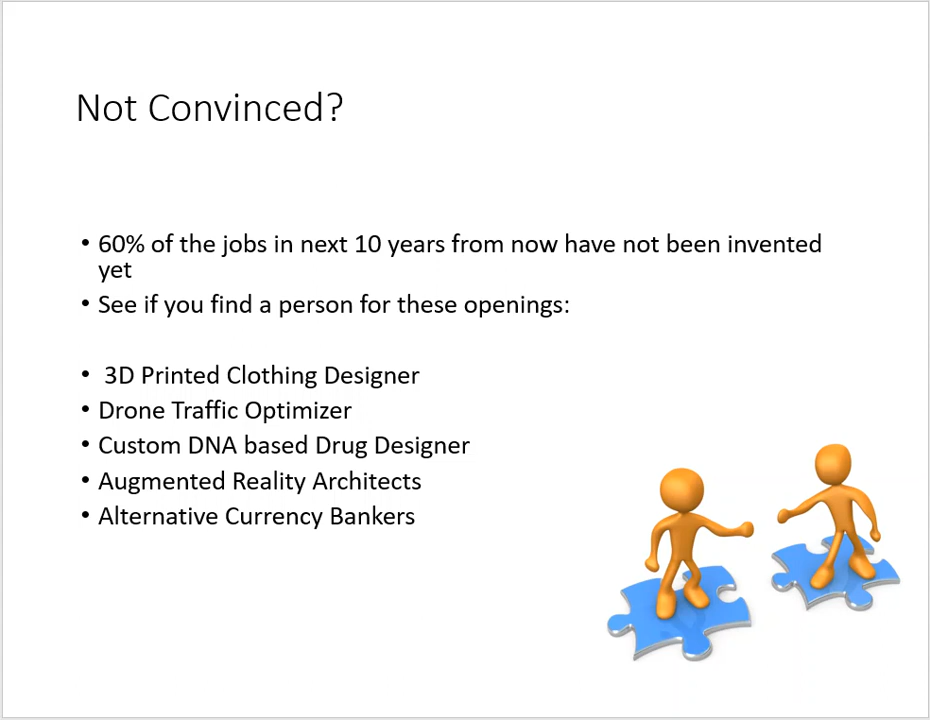 Not Convinced?
• 60% of the jobs in next 10 years from now have not been invented
yet
• See if you find a person for these openings:
• 3D Printed Clothing Designer
• Drone Traffic Optimizer
• Custom DNA based Drug Designer
• Augmented Reality Architects
• Alternative Currency Bankers